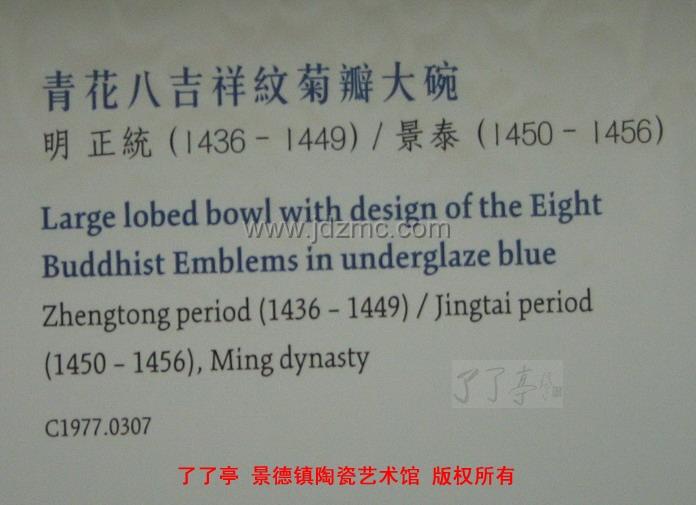 青花八吉祥紋菊瓣大碗
明 正統 (1436 – 1449) / 景泰 (1450 – 1456)
Large lobed bowl with design of the Eight
www.jdzmc.com
Buddhist Emblems in underglaze blue
Zhengtong period (1436 – 1449) / Jingtai period
(1450 – 1456), Ming dynasty
了了亭
C1977.0307
了了亭 景德镇陶瓷艺术馆 版权所有